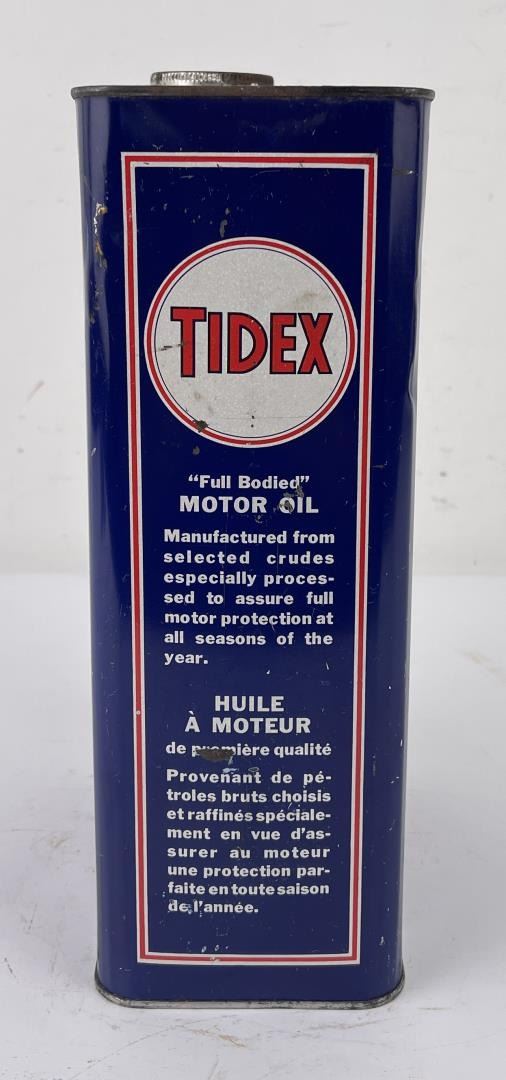 TIDEX
"Full Bodied"
MOTOR OIL
Manufactured from
selected crudes
especially proces-
sed to assure full
motor protection at
all seasons of the
year.
HUILE
À MOTEUR
de première qualité
Provenant de pé-
troles bruts choisis
et raffinés spéciale-
ment en vue d'as-
surer au moteur
une protection par-
faite en toute saison
de l'année.